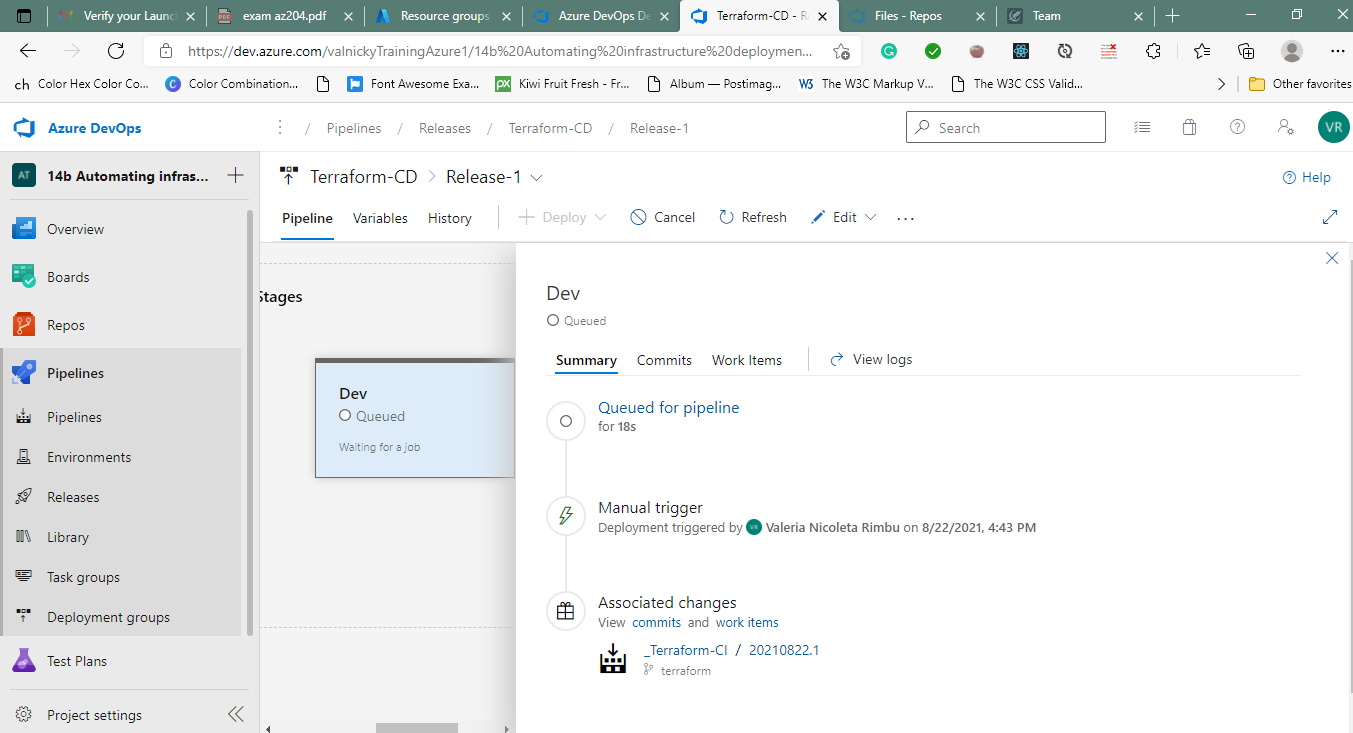 Verify your Launc
exam az204.pdf
Resource groups
Azure DevOps De
Terraform-CD - R
Files - Repos
Team
https://dev.azure.com/valnickyTrainingAzure1/14b%20Automating%20infrastructure%20deploymen...
ch Color Hex Color Co...
Color Combination...
Font Awesome Exa...
px Kiwi Fruit Fresh - Fr...
Album — Postimag...
W3 The W3C Markup V...
The W3C CSS Valid...
Other favorites
Azure DevOps
/ Pipelines / Releases / Terraform-CD / Release-1
Search
VR
AT 14b Automating infras...
Terraform-CD > Release-1
Help
Pipeline
Variables
History
Deploy
Cancel
Refresh
Edit
...
Overview
Boards
Repos
Pipelines
Pipelines
Environments
Releases
Library
Task groups
Deployment groups
Test Plans
Project settings
Stages
Dev
Queued
Waiting for a job
Dev
Queued
Summary
Commits
Work Items
View logs
Queued for pipeline
for 18s
Manual trigger
Deployment triggered by VR Valeria Nicoleta Rimbu on 8/22/2021, 4:43 PM
Associated changes
View commits and work items
_Terraform-CI / 20210822.1
terraform